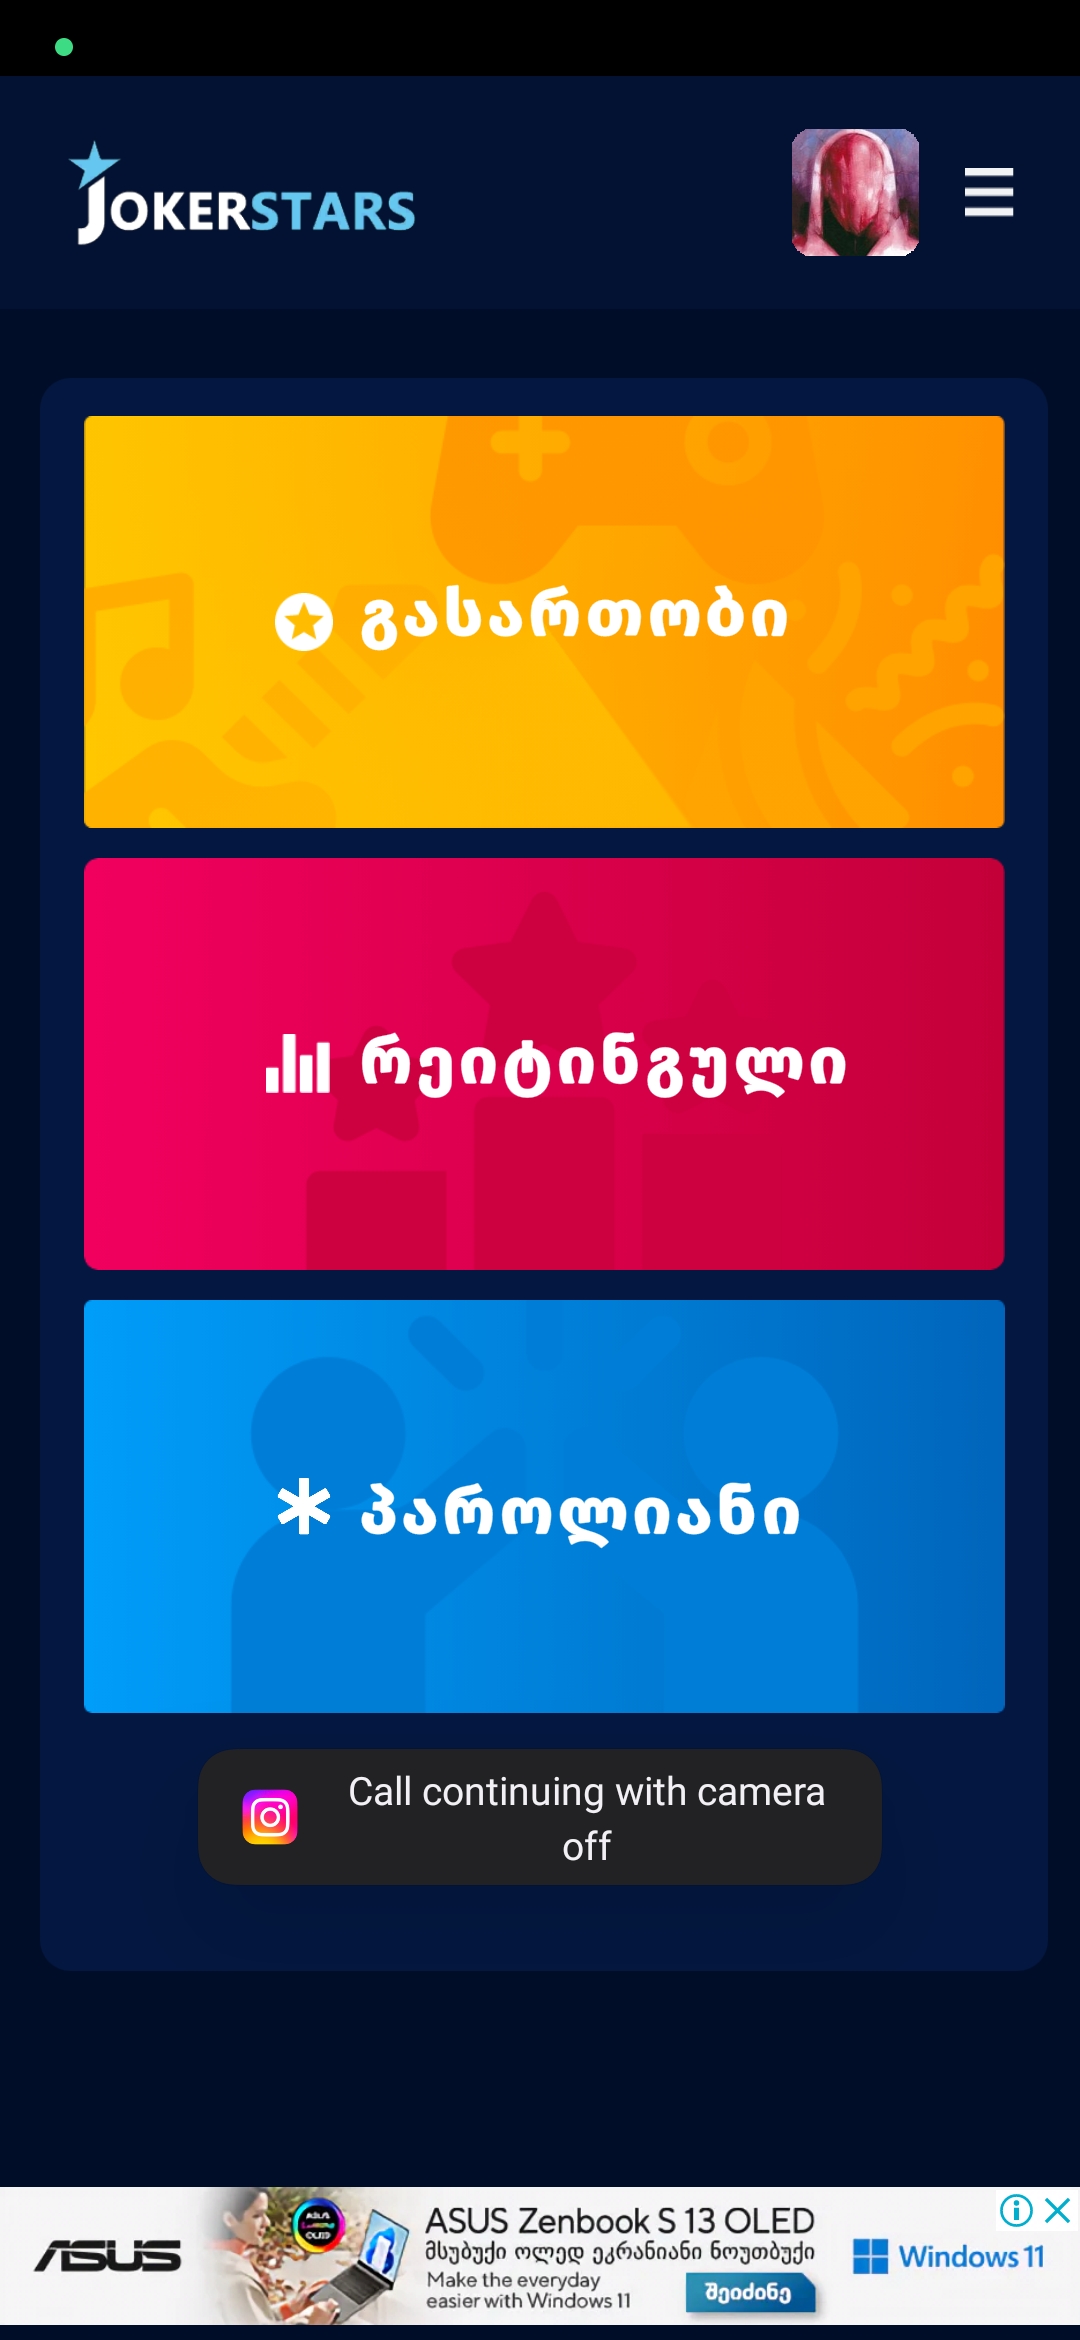 JOKERSTARS
გასართობი
რეიტინგული
პაროლიანი
Call continuing with camera
off
ASUS
ASUS Zenbook S 13 OLED
მსუბუქი ოლედ ეკრანიანი ნოუთბუქი
Make the everyday
easier with Windows 11
შეიძინე
Windows 11